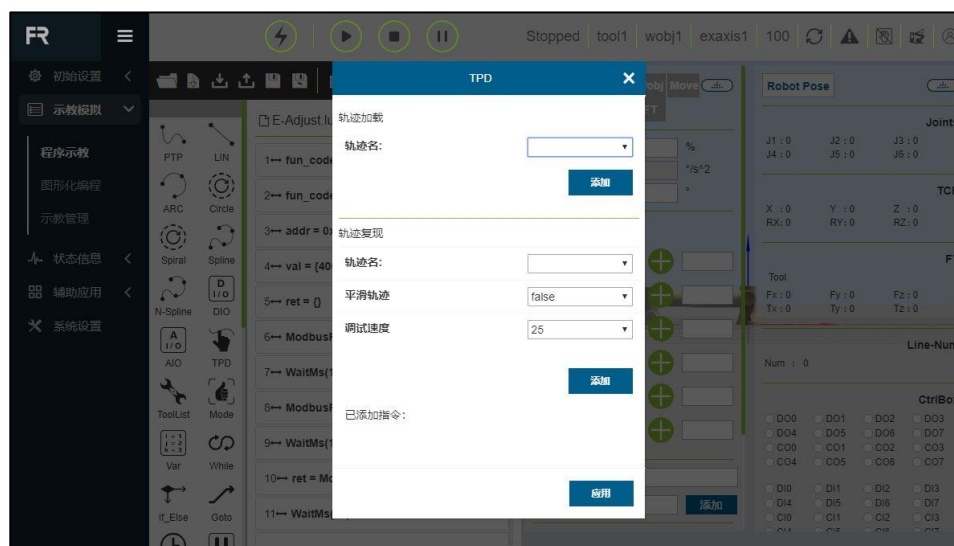 FR
Stopped tool1 wobj1 exaxis1 100
初始设置
示教模拟
程序示教
图形化编程
示教管理
状态信息
辅助应用
系统设置
PTP LIN
ARC Circle
Spiral Spline
N-Spline DIO
D
I/O
A
I/O
AIO TPD
ToolList Mode
i = 1
j = 2
k = 3
Var While
If_Else Goto
E-Adjust.lu
1 fun_code
2 fun_code
3 addr = 0x
4 val = {40
5 ret = {}
6 Modbus
7 WaitMs(1
8 Modbus
9 WaitMs(1
10 ret = Mo
11 WaitMs
TPD
轨迹加载
轨迹名:
添加
轨迹复现
轨迹名:
平滑轨迹 false
调试速度 25
添加
已添加指令:
应用
obj Move
FT
%
°/s^2
°
添加
Robot Pose
Joint
J1 : 0 J2 : 0 J3 : 0
J4 : 0 J5 : 0 J6 : 0
TCP
X : 0 Y : 0 Z : 0
RX: 0 RY: 0 RZ: 0
Tool
Fx : 0 Fy : 0 Fz : 0
Tx : 0 Ty : 0 Tz : 0
Line-Num
Num : 0
CtrlBo
DO0 DO1 DO2 DO3
DO4 DO5 DO6 DO7
CO0 CO1 CO2 CO3
CO4 CO5 CO6 CO7
DI0 DI1 DI2 DI3
DI4 DI5 DI6 DI7
CI0 CI1 CI2 CI3